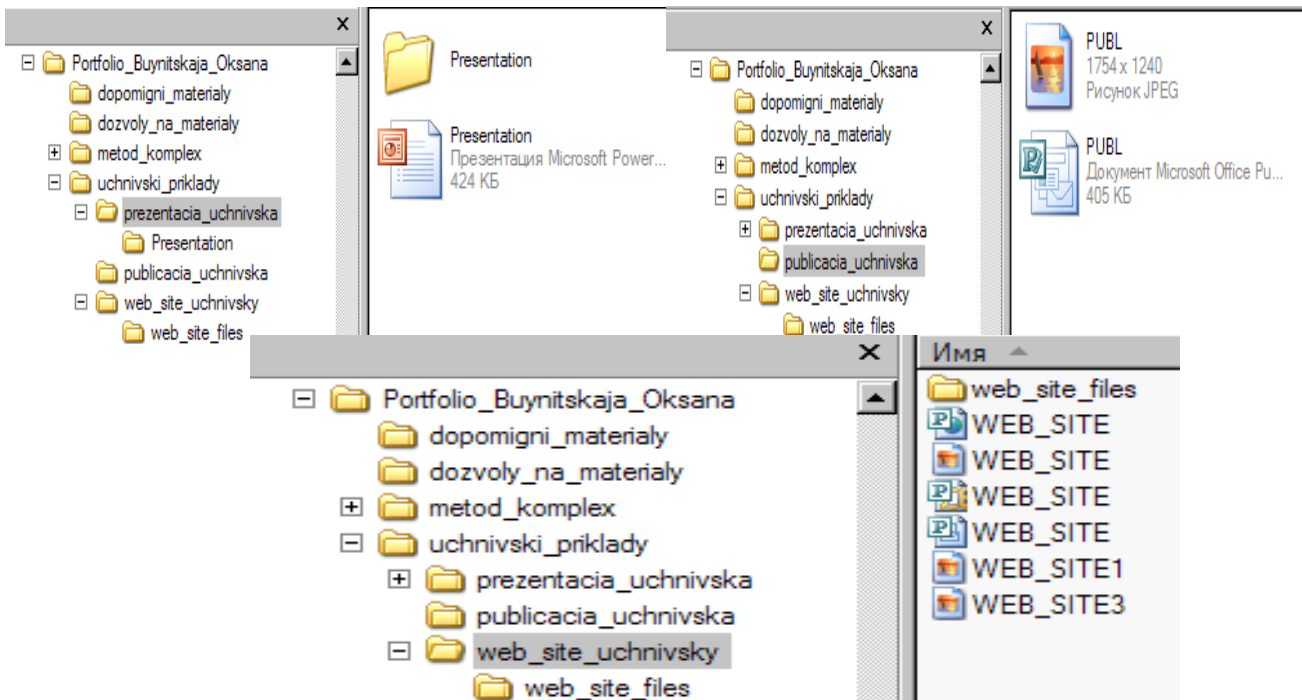 Portfolio_Buynitskaja_Oksana
dopomigni_materialy
dozvoly_na_materialy
metod_komplex
uchnivski_priklady
prezentacia_uchnivska
Presentation
publicacia_uchnivska
web_site_uchnivsky
web_site_files
Presentation
Presentation
Презентация Microsoft Power...
424 КБ
Portfolio_Buynitskaja_Oksana
dopomigni_materialy
dozvoly_na_materialy
metod_komplex
uchnivski_priklady
prezentacia_uchnivska
publicacia_uchnivska
web_site_uchnivsky
web_site_files
PUBL
1754 x 1240
Рисунок JPEG
PUBL
Документ Microsoft Office Pu...
405 КБ
Portfolio_Buynitskaja_Oksana
dopomigni_materialy
dozvoly_na_materialy
metod_komplex
uchnivski_priklady
prezentacia_uchnivska
publicacia_uchnivska
web_site_uchnivsky
web_site_files
Имя
web_site_files
WEB_SITE
WEB_SITE
WEB_SITE
WEB_SITE
WEB_SITE1
WEB_SITE3